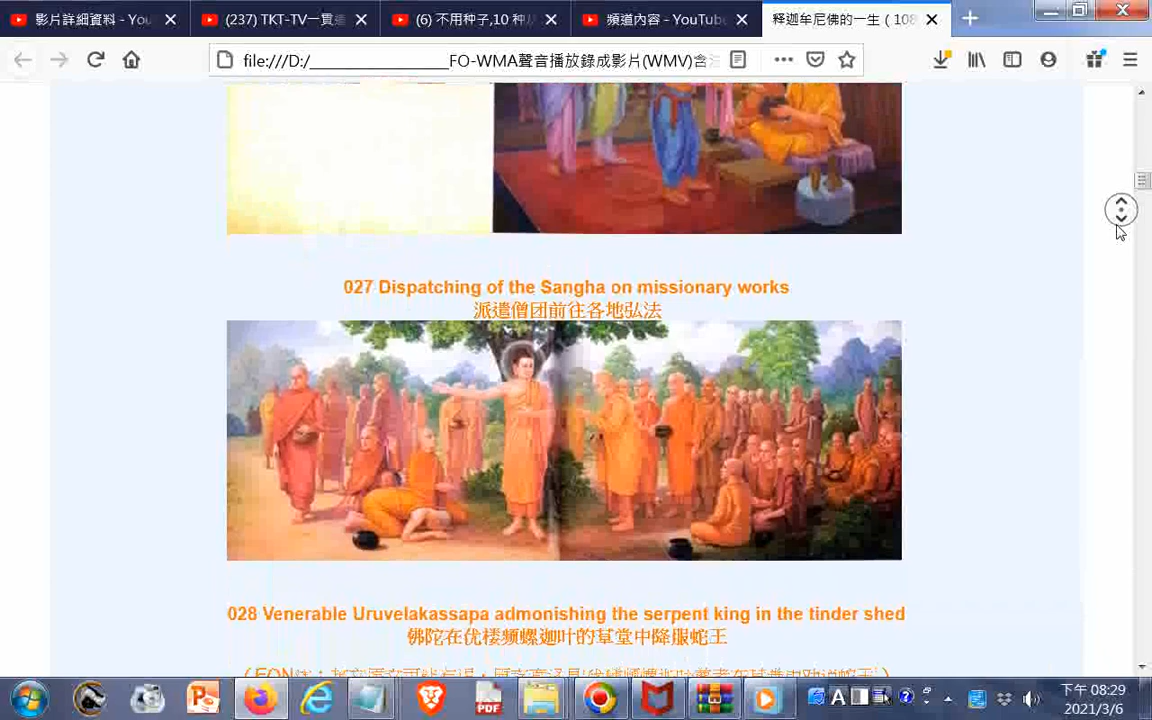 影片詳細資料 - You
(237) TKT-TV一貫
(6) 不用种子,10 种
頻道內容 - YouTube
释迦牟尼佛的一生 ( 108
file:///D:/________________FO-WMA聲音播放錄成影片(WMV)含
027 Dispatching of the Sangha on missionary works
派遣僧团前往各地弘法
028 Venerable Uruvelakassapa admonishing the serpent king in the tinder shed
佛陀在优楼频螺迦叶的草堂中降服蛇王
PDF
下午 08:29
2021/3/6